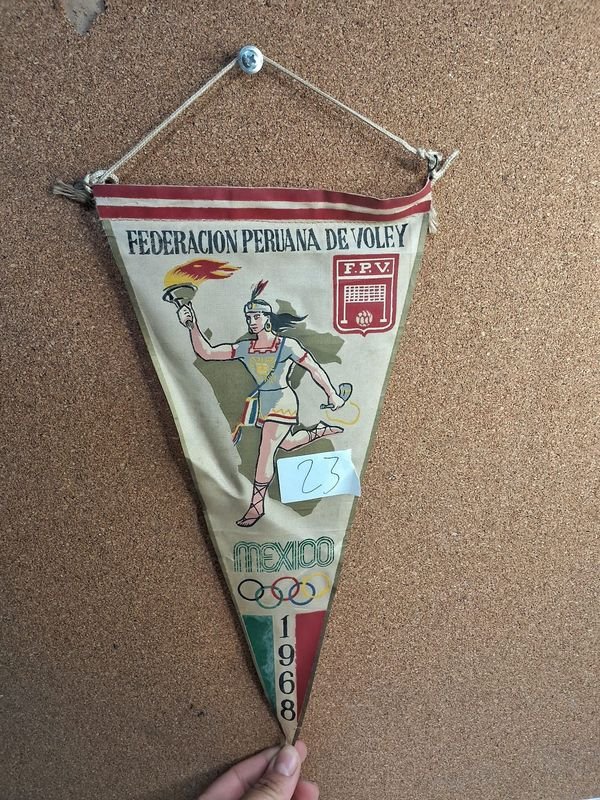 FEDERACION PERUANA DE VOLEY
F.P.V.
23
MEXICO
1968